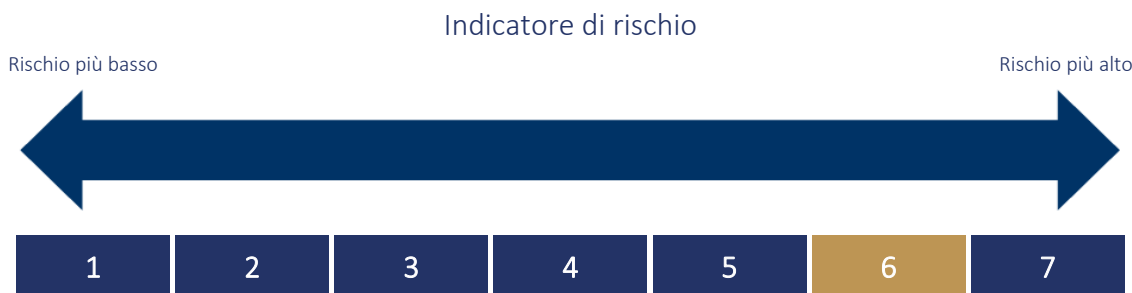 Indicatore di rischio
Rischio più basso Rischio più alto
1 2 3 4 5 6 7